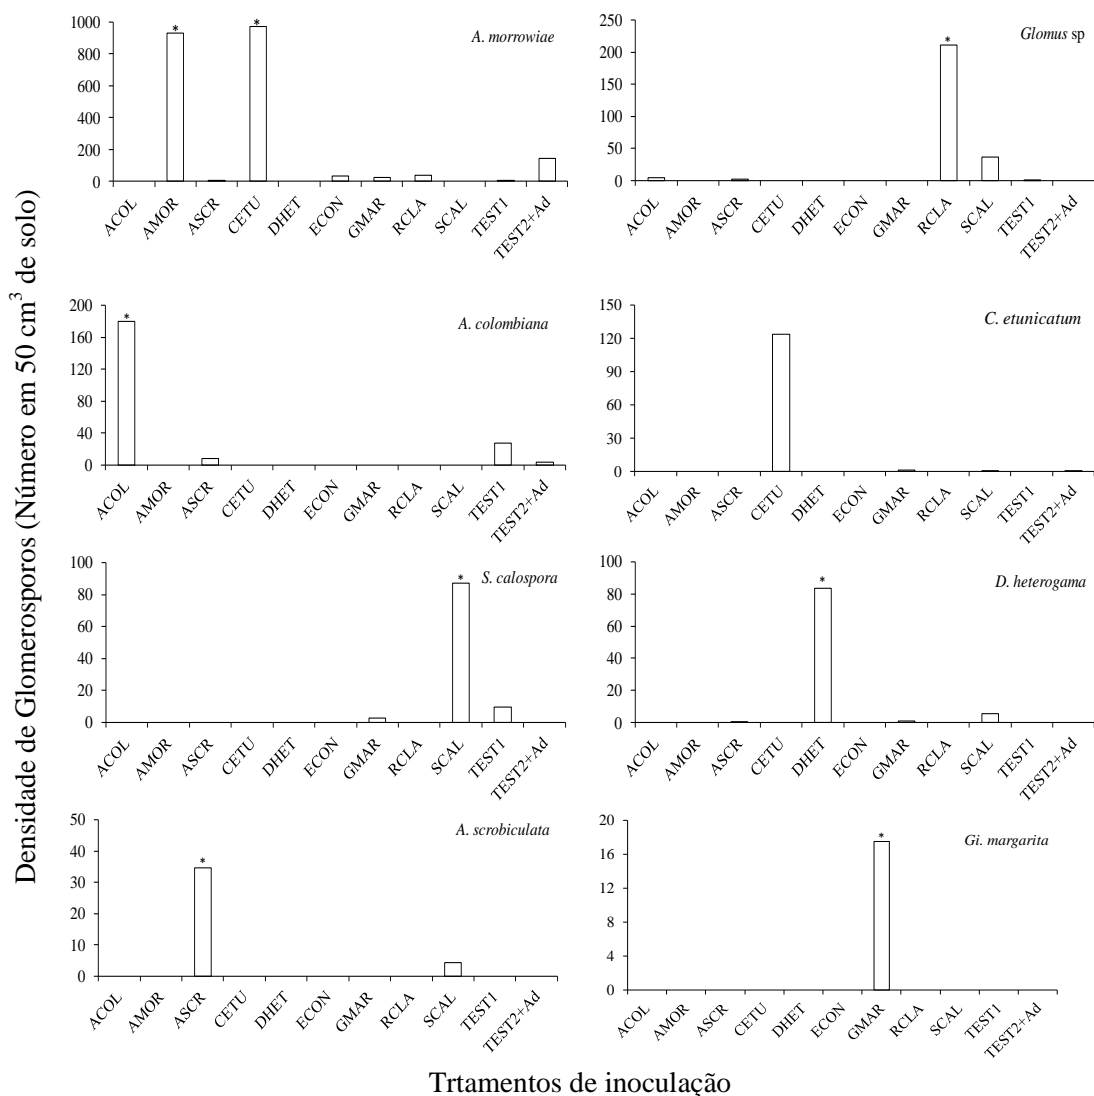 Densidade de Glomerosporos (Número em 50 cm³ de solo)
A. morrowiae
1000
800
600
400
200
0
*
*
ACOL
AMOR
ASCR
CETU
DHET
ECON
GMAR
RCLA
SCAL
TEST1
TEST2+Ad
Glomus sp
250
200
150
100
50
0
*
ACOL
AMOR
ASCR
CETU
DHET
ECON
GMAR
RCLA
SCAL
TEST1
TEST2+Ad
A. colombiana
200
160
120
80
40
0
*
ACOL
AMOR
ASCR
CETU
DHET
ECON
GMAR
RCLA
SCAL
TEST1
TEST2+Ad
C. etunicatum
150
120
90
60
30
0
ACOL
AMOR
ASCR
CETU
DHET
ECON
GMAR
RCLA
SCAL
TEST1
TEST2+Ad
S. calospora
100
80
60
40
20
0
*
ACOL
AMOR
ASCR
CETU
DHET
ECON
GMAR
RCLA
SCAL
TEST1
TEST2+Ad
D. heterogama
100
80
60
40
20
0
*
ACOL
AMOR
ASCR
CETU
DHET
ECON
GMAR
RCLA
SCAL
TEST1
TEST2+Ad
A. scrobiculata
50
40
30
20
10
0
*
ACOL
AMOR
ASCR
CETU
DHET
ECON
GMAR
RCLA
SCAL
TEST1
TEST2+Ad
Gi. margarita
20
16
12
8
4
0
*
ACOL
AMOR
ASCR
CETU
DHET
ECON
GMAR
RCLA
SCAL
TEST1
TEST2+Ad
Trtamentos de inoculação